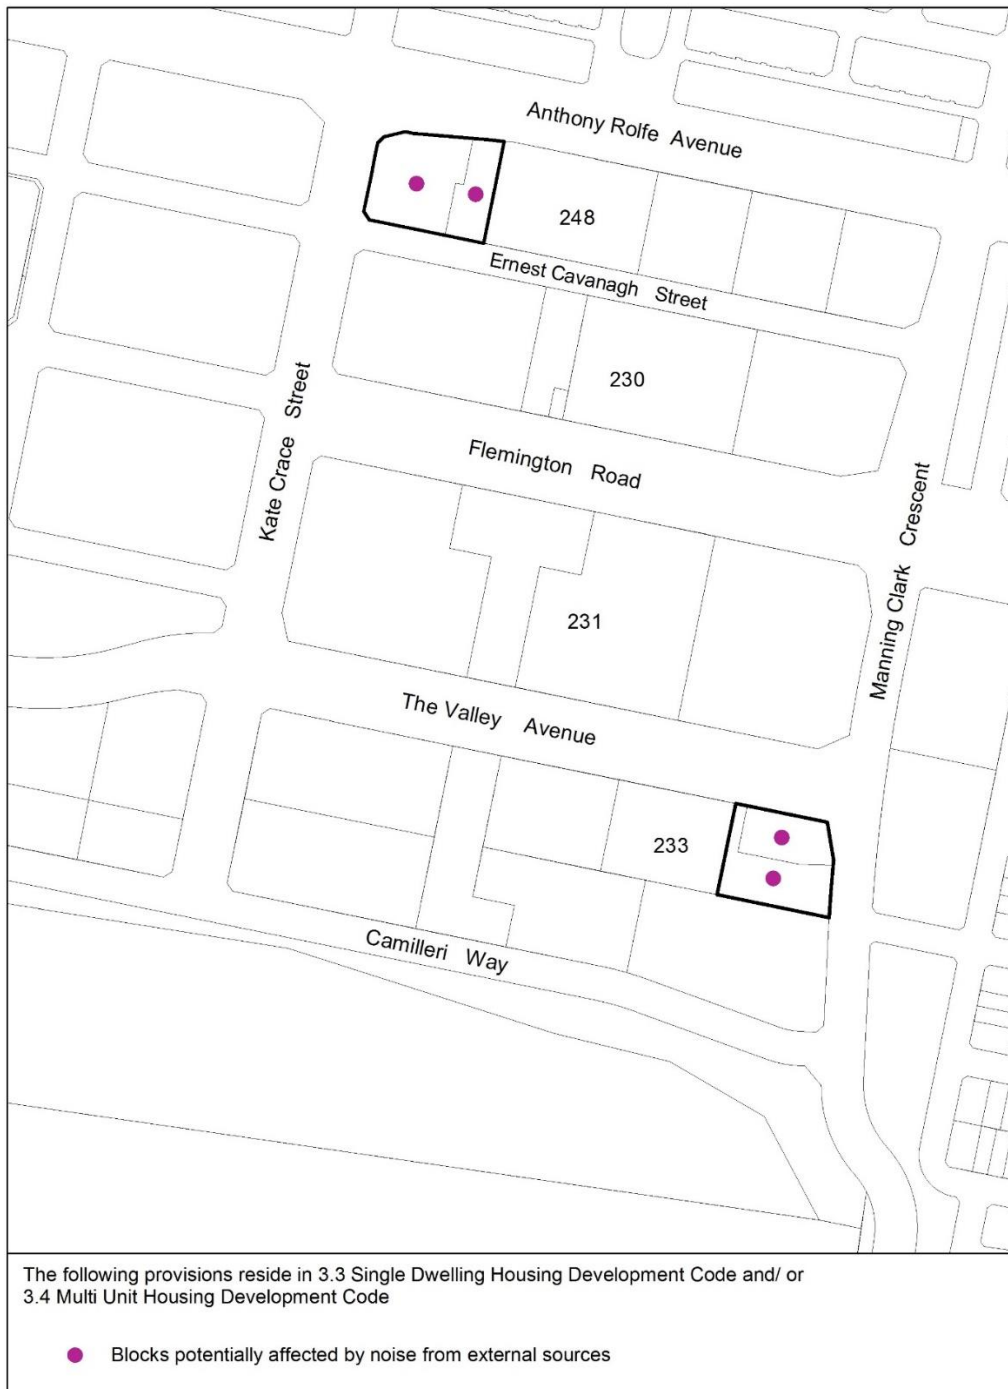 Anthony Rolfe Avenue
248
Ernest Cavanagh Street
230
Kate Crace Street
Flemington Road
Manning Clark Crescent
231
The Valley Avenue
233
Camilleri Way
The following provisions reside in 3.3 Single Dwelling Housing Development Code and/ or
3.4 Multi Unit Housing Development Code
Blocks potentially affected by noise from external sources